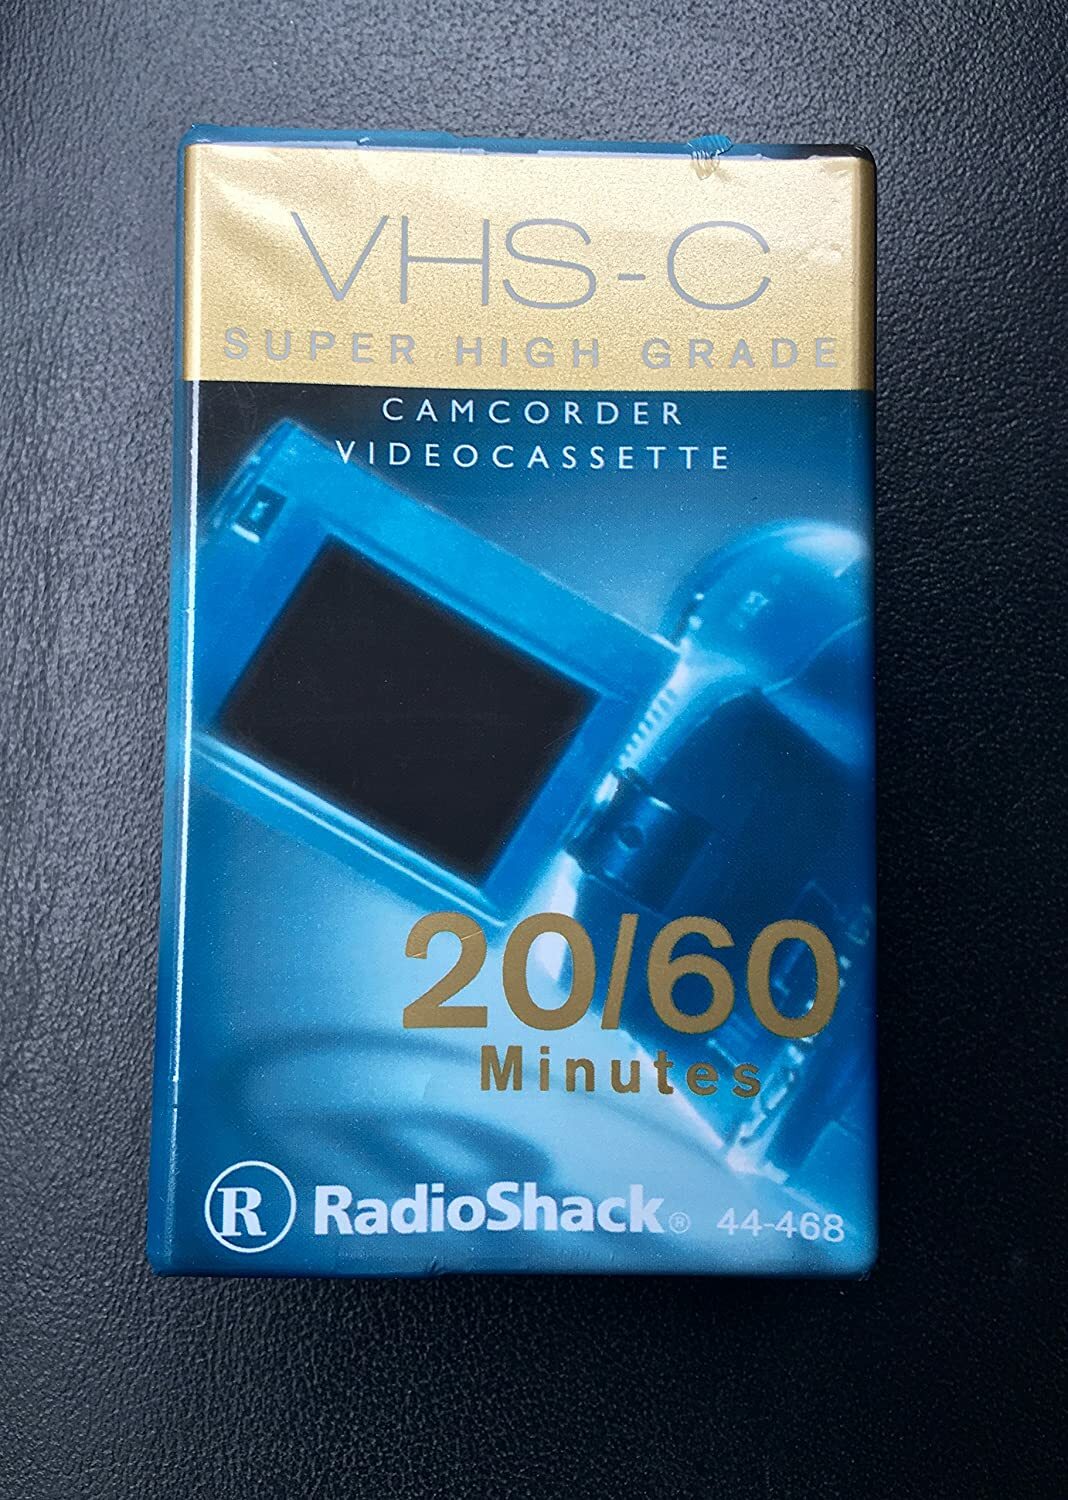 VHS-C
SUPER HIGH GRADE
CAMCORDER
VIDEOCASSETTE
20/60
Minutes
R RadioShack® 44-468